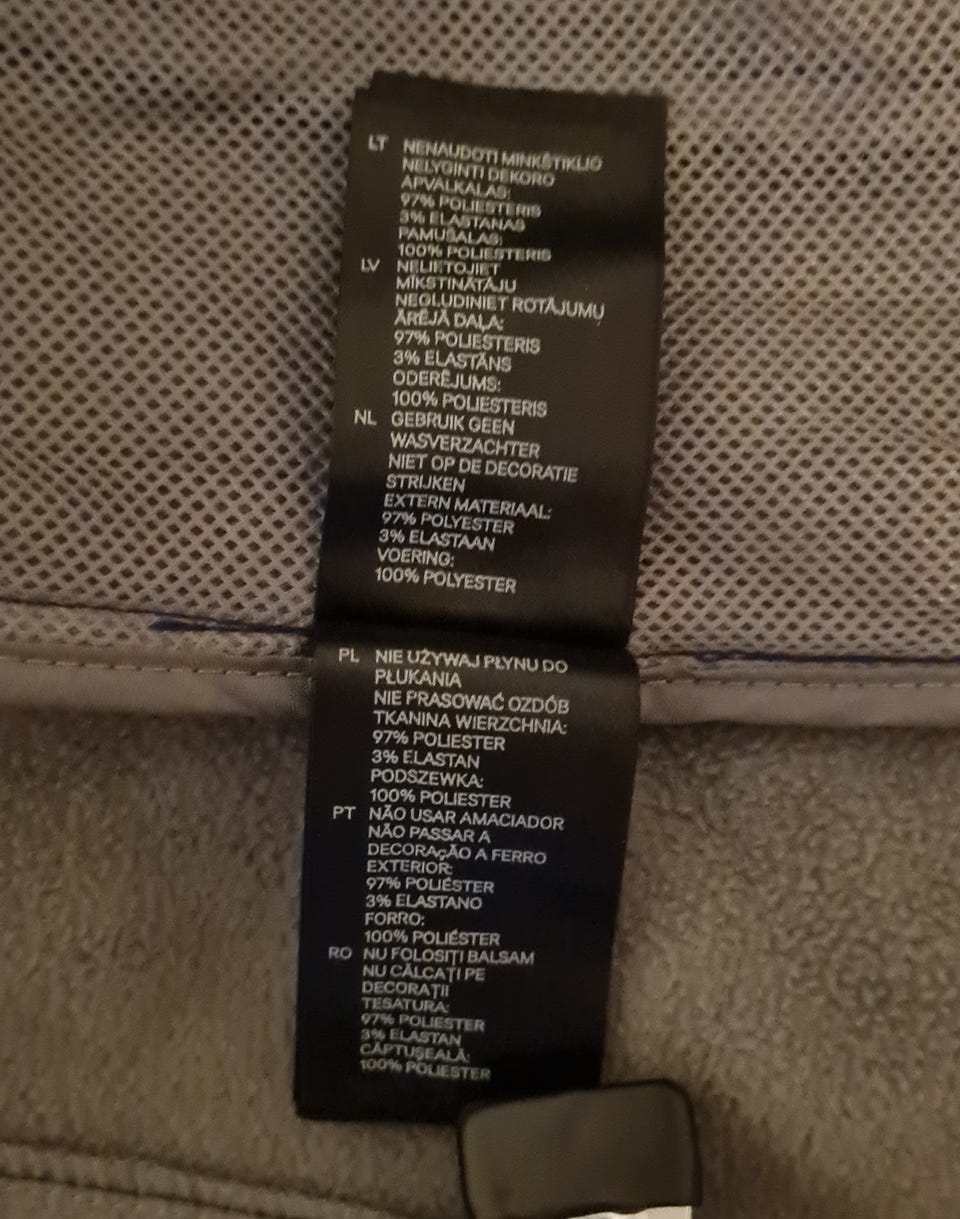 LT NENAUDOTI MINKŠTIKLIO
NELYGINTI DEKORO
APVALKALAS:
97% POLIESTERIS
3% ELASTANAS
PAMUŠALAS:
100% POLIESTERIS
LV NELIETOJIET
MĪKSTINĀTĀJU
NEGLUDINIET ROTĀJUMU
ĀRĒJĀ DAĻA:
97% POLIESTERIS
3% ELASTĀNS
ODERĒJUMS:
100% POLIESTERIS
NL GEBRUIK GEEN
WASVERZACHTER
NIET OP DE DECORATIE
STRIJKEN
EXTERN MATERIAAL:
97% POLYESTER
3% ELASTAAN
VOERING:
100% POLYESTER
PL NIE UŻYWAJ PŁYNU DO
PŁUKANIA
NIE PRASOWAĆ OZDÓB
TKANINA WIERZCHNIA:
97% POLIESTER
3% ELASTAN
PODSZEWKA:
100% POLIESTER
PT NÃO USAR AMACIADOR
NÃO PASSAR A
DECORAÇÃO A FERRO
EXTERIOR:
97% POLIÉSTER
3% ELASTANO
FORRO:
100% POLIÉSTER
RO NU FOLOSIȚI BALSAM
NU CĂLCAȚI PE
DECORAȚII
TESATURA:
97% POLIESTER
3% ELASTAN
CĂPTUȘEALĂ:
100% POLIESTER